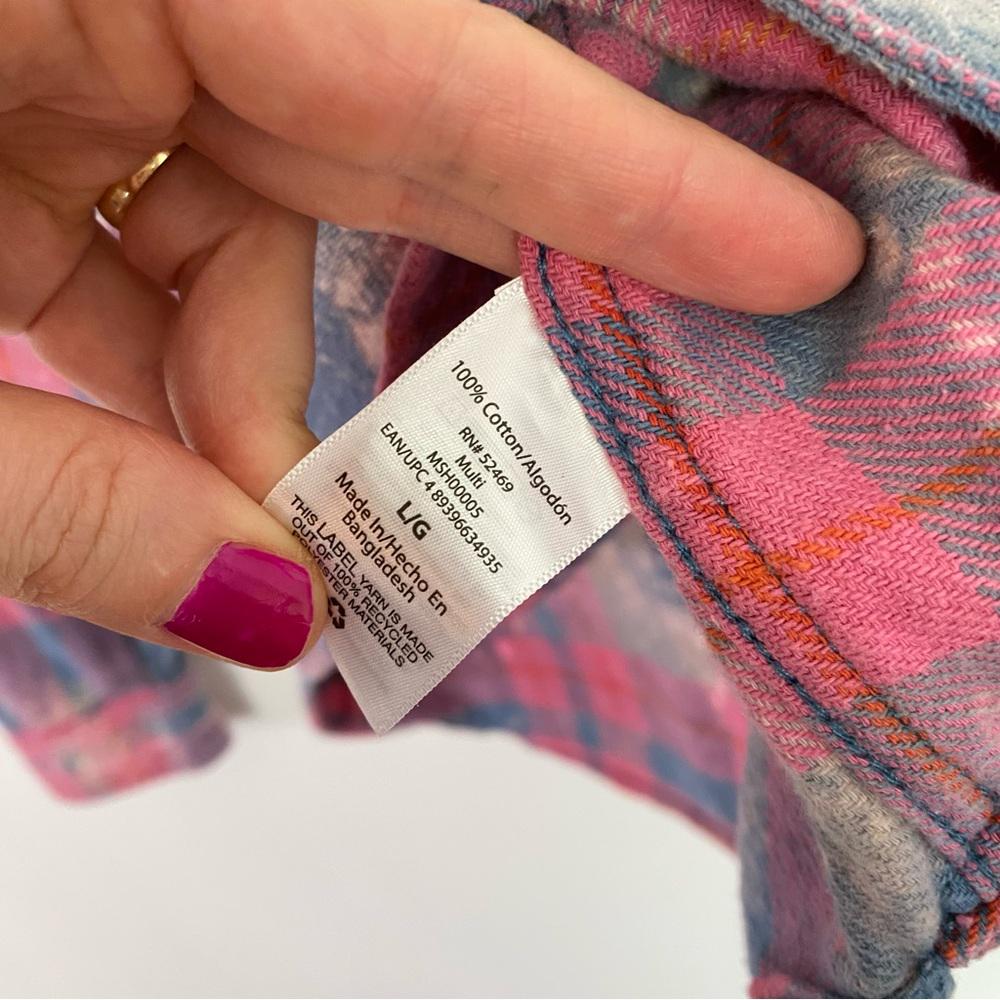 100% Cotton/Algodón
RN# 52469
Multi
MSH00005
EAN/UPC 4 89396634935
L/G
Made In/Hecho En
Bangladesh
THIS LABEL YARN IS MADE
OUT OF 100% RECYCLED
POLYESTER MATERIALS